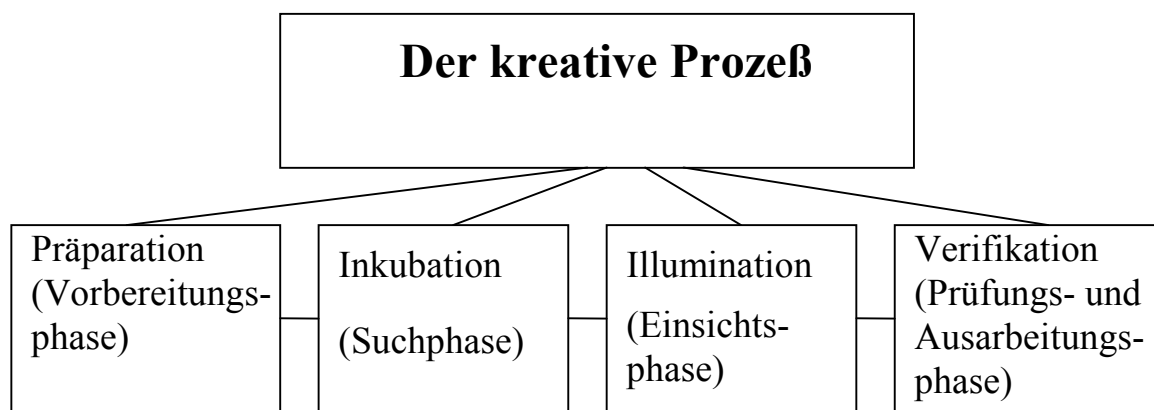 Der kreative Prozeß
Präparation
(Vorbereitungs-
phase)
Inkubation
(Suchphase)
Illumination
(Einsichts-
phase)
Verifikation
(Prüfungs- und
Ausarbeitungs-
phase)